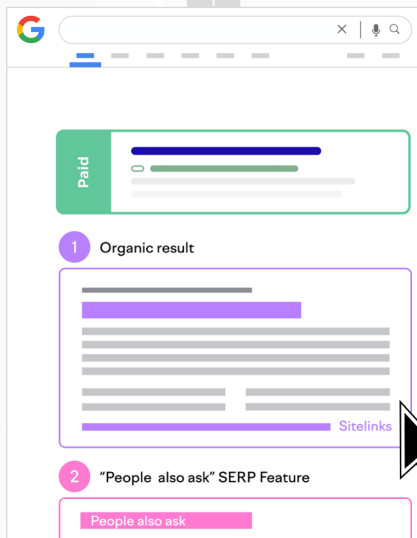 G
Paid
1 Organic result
Sitelinks
2 “People also ask” SERP Feature
People also ask